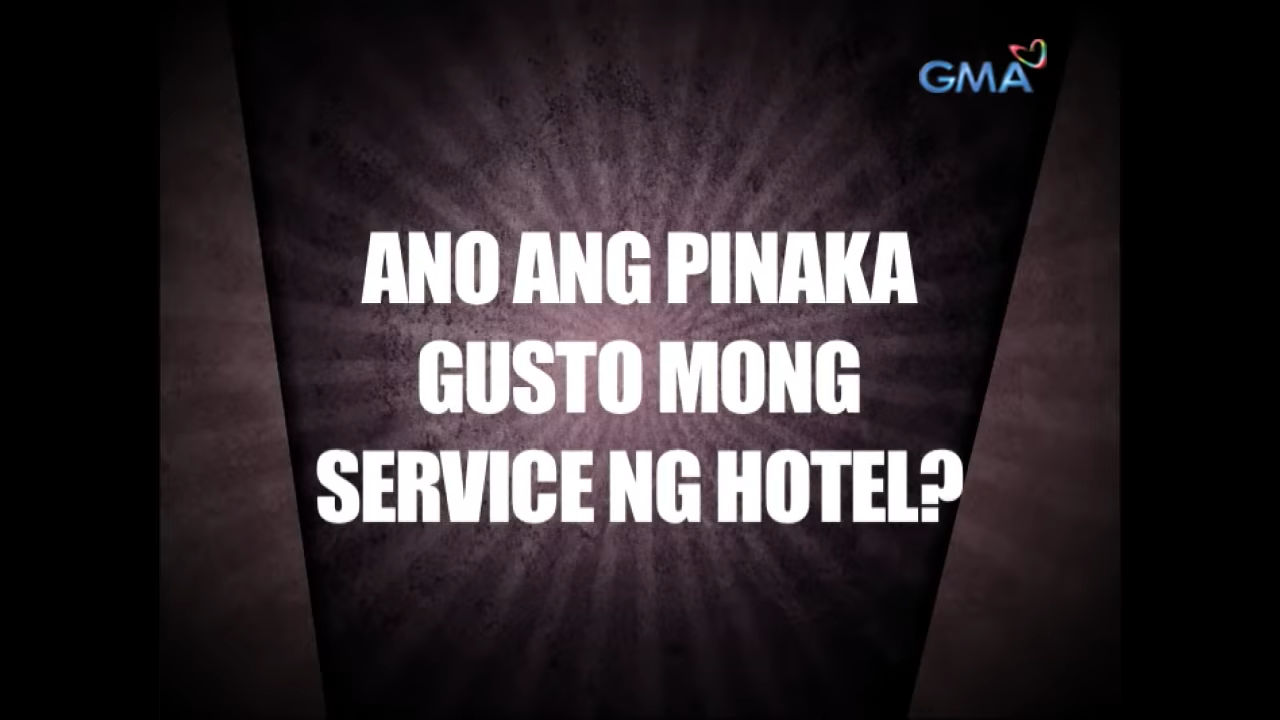 GMA
ANO ANG PINAKA
GUSTO MONG
SERVICE NG HOTEL?